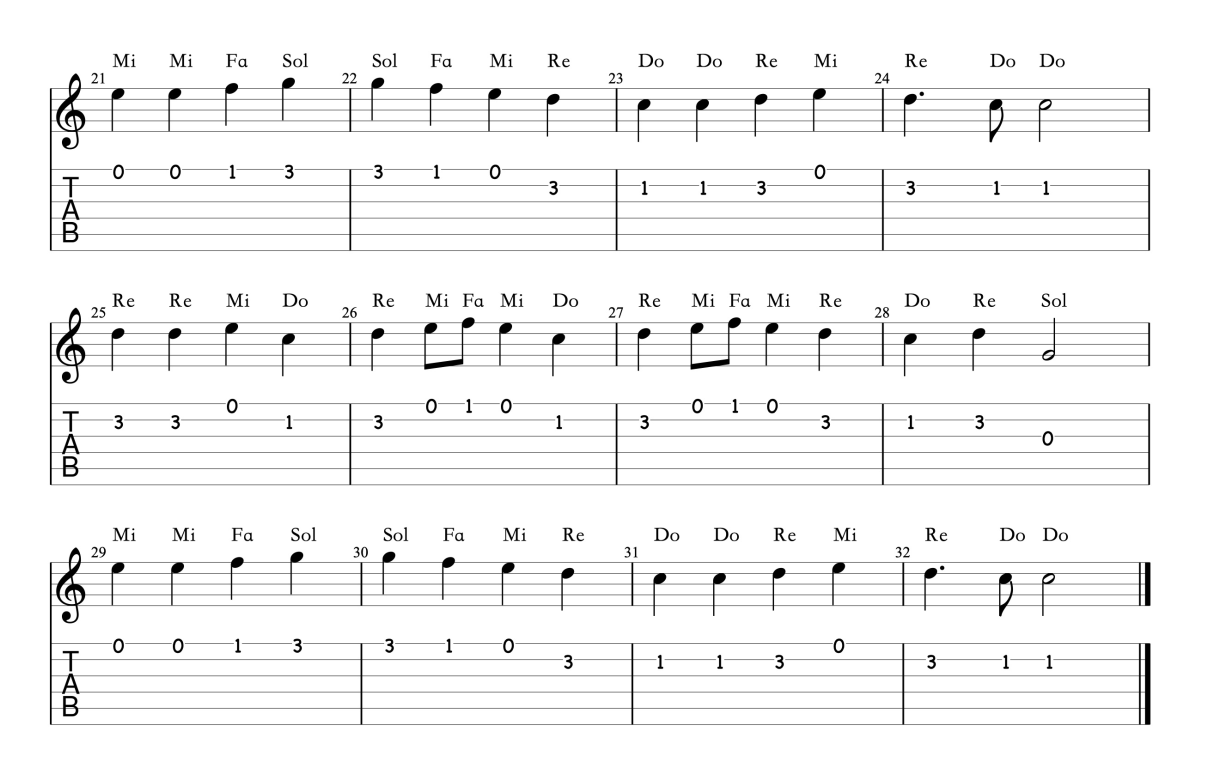 Mi Mi Fa Sol Sol Fa Mi Re Do Do Re Mi Re Do Do
21 22 23 24
0 0 1 3 3 1 0 3 1 1 3 0 3 1 1
TAB
Re Re Mi Do Re Mi Fa Mi Do Re Mi Fa Mi Re Do Re Sol
25 26 27 28
3 3 0 1 3 0 1 0 1 3 0 1 0 3 1 3 0
TAB
Mi Mi Fa Sol Sol Fa Mi Re Do Do Re Mi Re Do Do
29 30 31 32
0 0 1 3 3 1 0 3 1 1 3 0 3 1 1
TAB